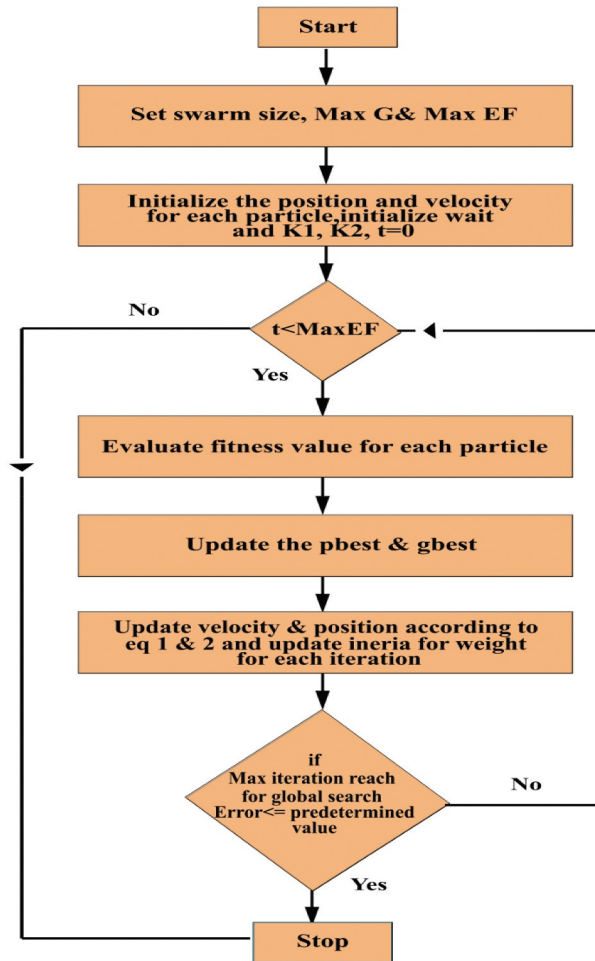 Start
Set swarm size, Max G& Max EF
Initialize the position and velocity
for each particle,initialize wait
and K1, K2, t=0
No
t<MaxEF
Yes
Evaluate fitness value for each particle
Update the pbest & gbest
Update velocity & position according to
eq 1 & 2 and update ineria for weight
for each iteration
if
Max iteration reach
for global search
Error<= predetermined
value
No
Yes
Stop